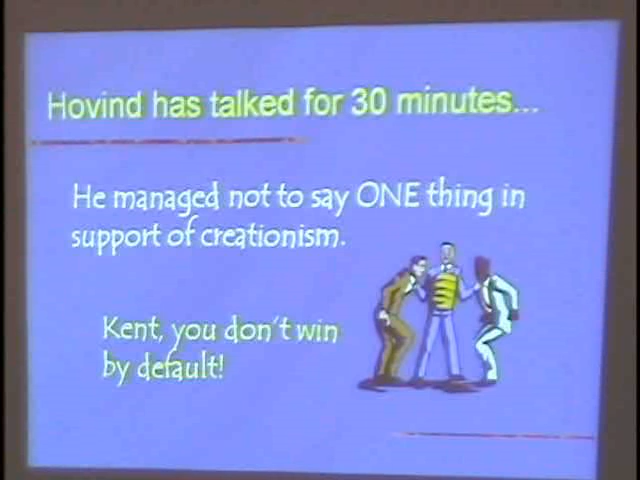 Hovind has talked for 30 minutes...
He managed not to say ONE thing in
support of creationism.
Kent, you don't win
by default!